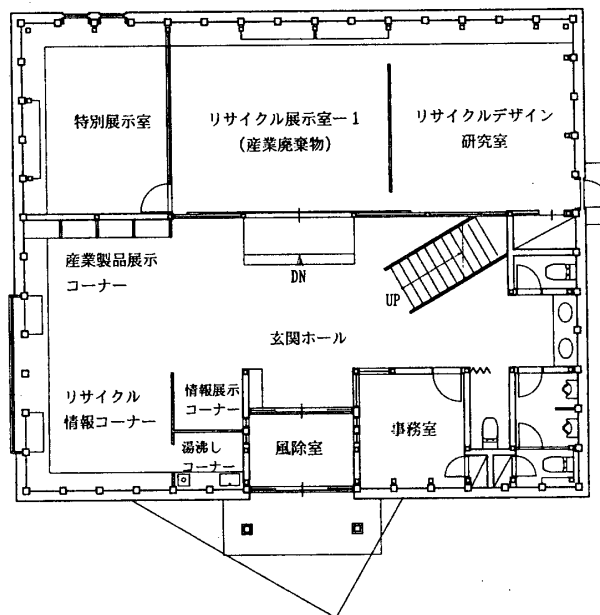 特別展示室
リサイクル展示室ー1
(産業廃棄物)
リサイクルデザイン
研究室
産業製品展示
コーナー
DN
UP
玄関ホール
リサイクル
情報コーナー
情報展示
コーナー
湯沸し
コーナー
風除室
事務室